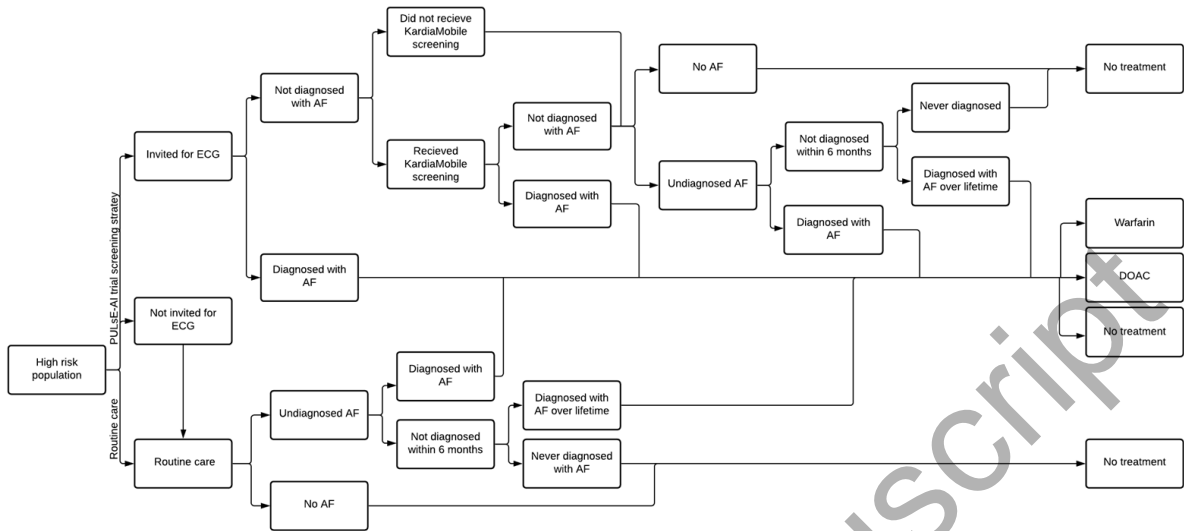 Did not recieve
KardiaMobile
screening
No AF
No treatment
Not diagnosed
with AF
Never diagnosed
Not diagnosed
with AF
Invited for ECG
Not diagnosed
within 6 months
Recieved
KardiaMobile
screening
Undiagnosed AF
Diagnosed with
AF over lifetime
Diagnosed with
AF
Diagnosed with
AF
Warfarin
PULsE-AI trial screening stratey
Diagnosed with
AF
DOAC
Not invited for
ECG
No treatment
High risk
population
Diagnosed with
AF
Diagnosed with
AF over lifetime
Undiagnosed AF
Routine care
Not diagnosed
within 6 months
Routine care
Never diagnosed
with AF
No treatment
No AF
uscript